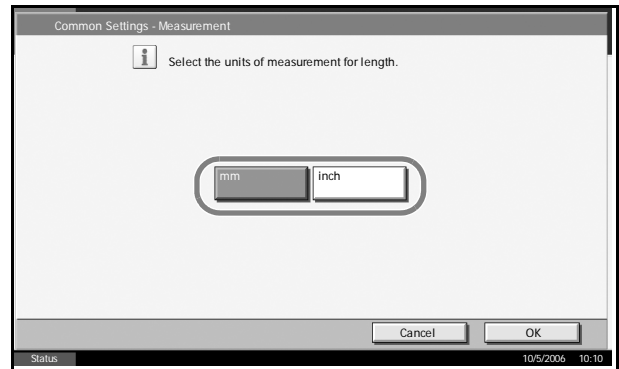 Common Settings - Measurement
i
Select the units of measurement for length.
mm inch
Cancel OK
Status 10/5/2006 10:10